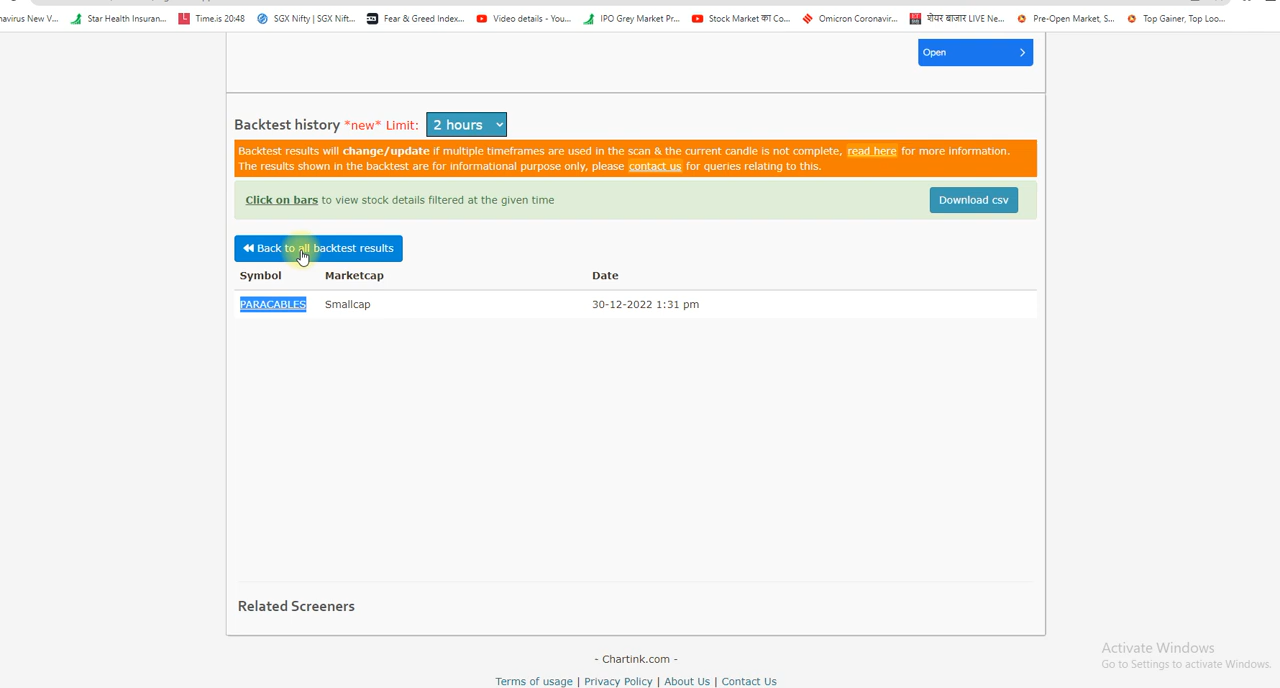 navirus New V... Star Health Insuran... Time.is 20:48 SGX Nifty | SGX Nift... Fear & Greed Index... Video details - You... IPO Grey Market Pr... Stock Market का Co... Omicron Coronavir... शेयर बाजार LIVE Ne... Pre-Open Market, S... Top Gainer, Top Loo...
Open
Backtest history *new* Limit: 2 hours
Backtest results will change/update if multiple timeframes are used in the scan & the current candle is not complete, read here for more information.
The results shown in the backtest are for informational purpose only, please contact us for queries relating to this.
Click on bars to view stock details filtered at the given time Download csv
Back to all backtest results
Symbol Marketcap Date
PARACABLES Smallcap 30-12-2022 1:31 pm
Related Screeners
Activate Windows
Go to Settings to activate Windows.
- Chartink.com -
Terms of usage | Privacy Policy | About Us | Contact Us